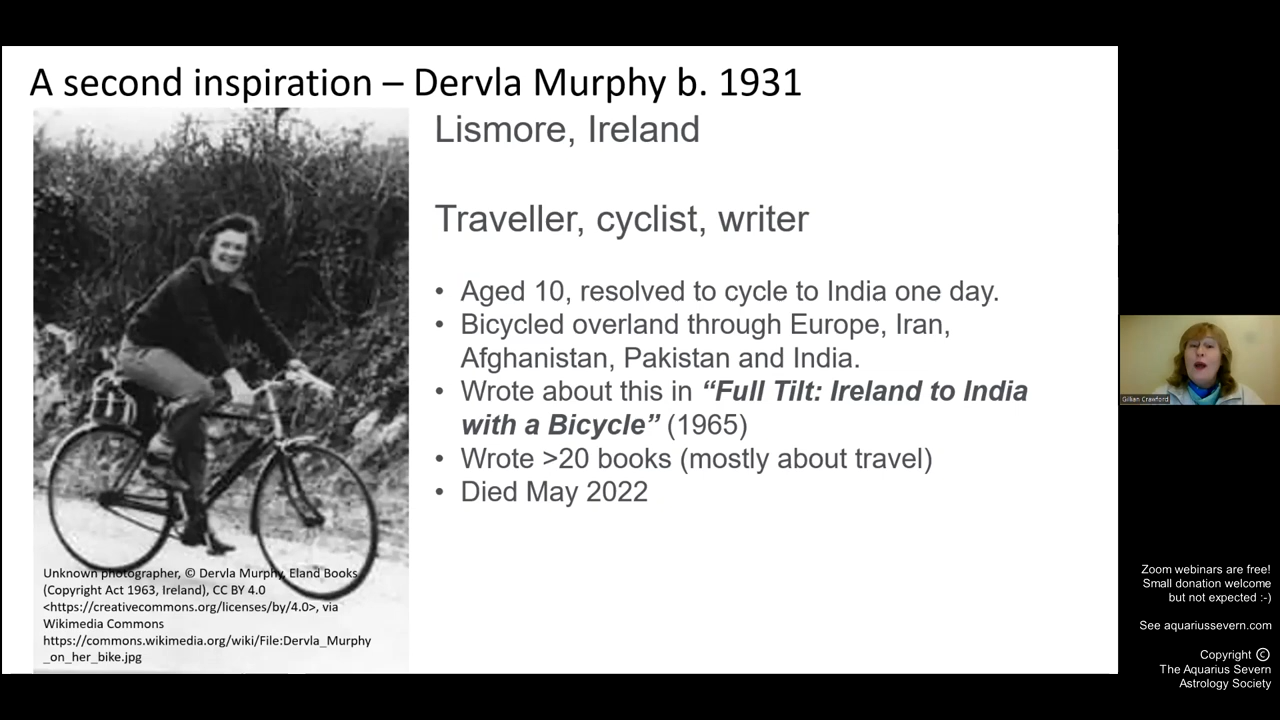 A second inspiration – Dervla Murphy b. 1931
Lismore, Ireland
Traveller, cyclist, writer
• Aged 10, resolved to cycle to India one day.
• Bicycled overland through Europe, Iran,
Afghanistan, Pakistan and India.
• Wrote about this in “Full Tilt: Ireland to India
with a Bicycle” (1965)
• Wrote >20 books (mostly about travel)
• Died May 2022
Unknown photographer, © Dervla Murphy, Eland Books
(Copyright Act 1963, Ireland), CC BY 4.0
<https://creativecommons.org/licenses/by/4.0>, via
Wikimedia Commons
https://commons.wikimedia.org/wiki/File:Dervla_Murphy
_on_her_bike.jpg
Gillian Crawford
Zoom webinars are free!
Small donation welcome
but not expected :-)
See aquariussevern.com
Copyright ©
The Aquarius Severn
Astrology Society